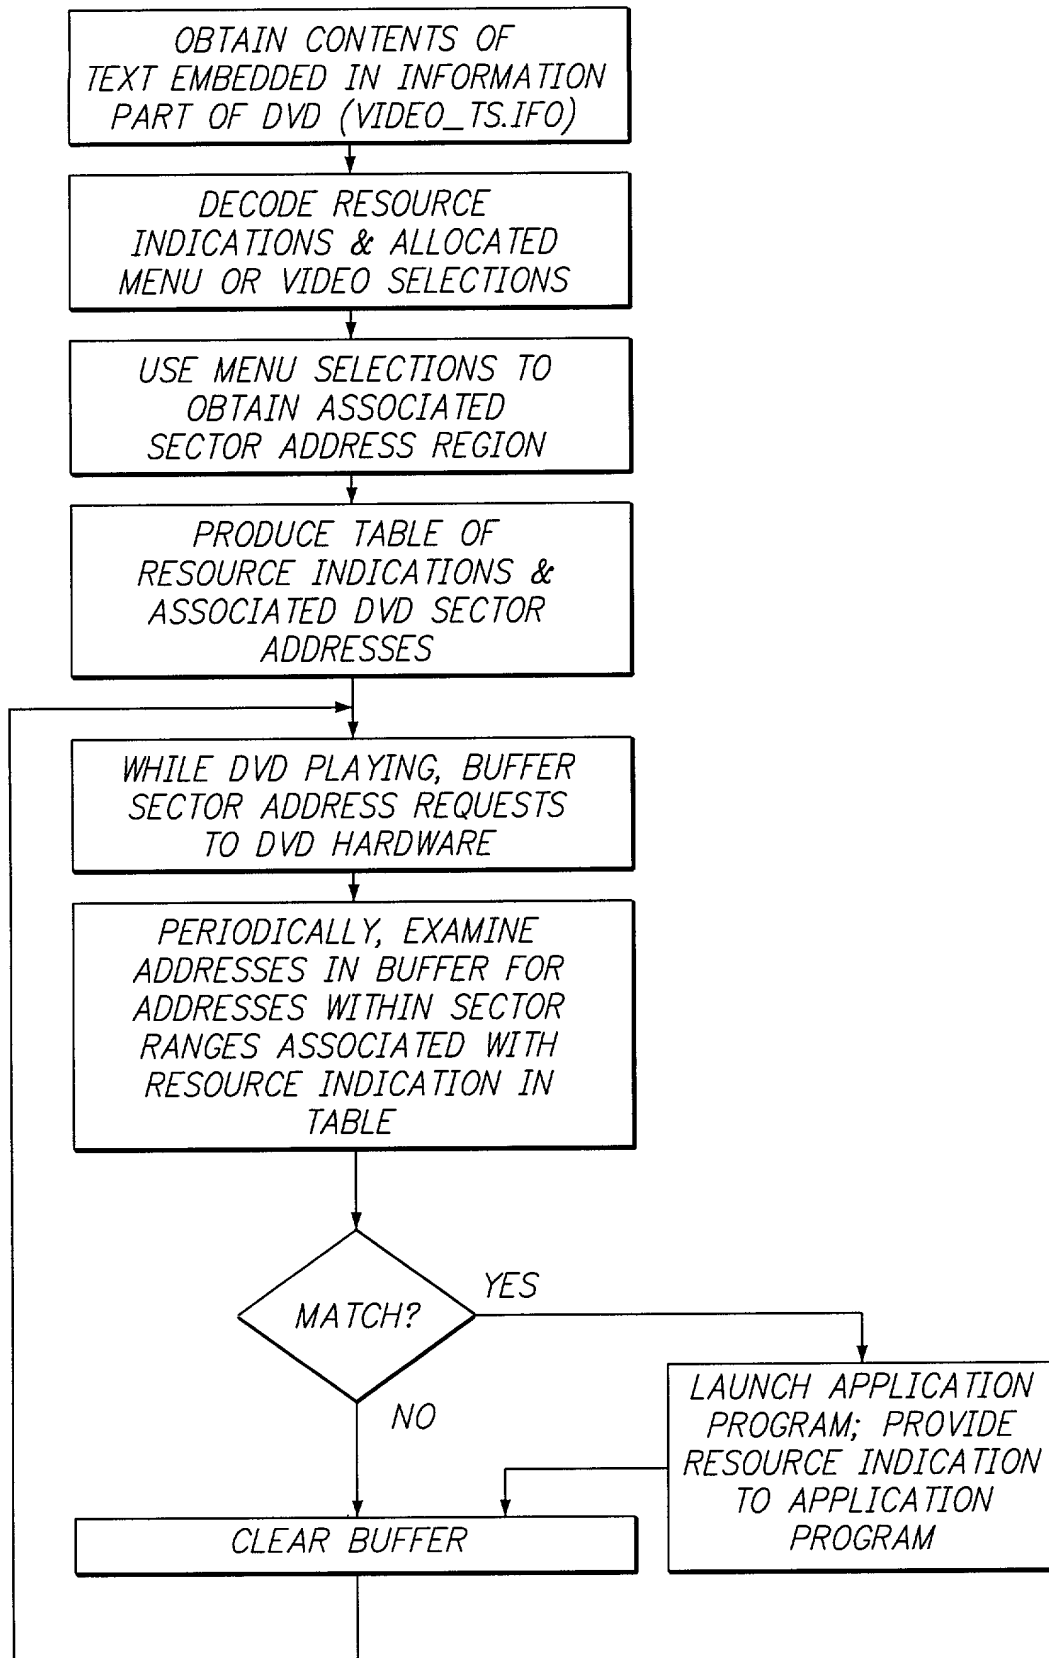 OBTAIN CONTENTS OF
TEXT EMBEDDED IN INFORMATION
PART OF DVD (VIDEO_TS.IFO)
DECODE RESOURCE
INDICATIONS & ALLOCATED
MENU OR VIDEO SELECTIONS
USE MENU SELECTIONS TO
OBTAIN ASSOCIATED
SECTOR ADDRESS REGION
PRODUCE TABLE OF
RESOURCE INDICATIONS &
ASSOCIATED DVD SECTOR
ADDRESSES
WHILE DVD PLAYING, BUFFER
SECTOR ADDRESS REQUESTS
TO DVD HARDWARE
PERIODICALLY, EXAMINE
ADDRESSES IN BUFFER FOR
ADDRESSES WITHIN SECTOR
RANGES ASSOCIATED WITH
RESOURCE INDICATION IN
TABLE
MATCH?
YES
NO
LAUNCH APPLICATION
PROGRAM; PROVIDE
RESOURCE INDICATION
TO APPLICATION
PROGRAM
CLEAR BUFFER